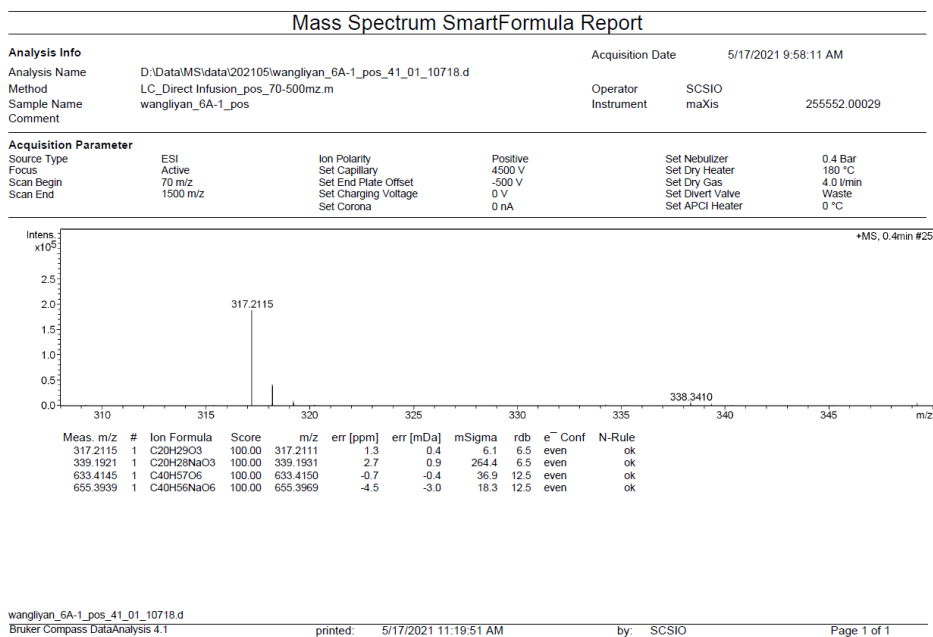 Mass Spectrum SmartFormula Report
Analysis Info
Acquisition Date 5/17/2021 9:58:11 AM
Analysis Name D:\Data\MS\data\202105\wangliyan_6A-1_pos_41_01_10718.d
Method LC_Direct Infusion_pos_70-500mz.m Operator SCSIO
Sample Name wangliyan_6A-1_pos Instrument maXis 255552.00029
Comment
Acquisition Parameter
Source Type ESI Ion Polarity Positive Set Nebulizer 0.4 Bar
Focus Active Set Capillary 4500 V Set Dry Heater 180 °C
Scan Begin 70 m/z Set End Plate Offset -500 V Set Dry Gas 4.0 l/min
Scan End 1500 m/z Set Charging Voltage 0 V Set Divert Valve Waste
Set Corona 0 nA Set APCI Heater 0 °C
Intens. +MS, 0.4min #25
x10⁵
2.5
2.0 317.2115
1.5
1.0
0.5 338.3410
0.0
310 315 320 325 330 335 340 345 m/z
Meas. m/z # Ion Formula Score m/z err [ppm] err [mDa] mSigma rdb e⁻ Conf N-Rule
317.2115 1 C20H29O3 100.00 317.2111 1.3 0.4 6.1 6.5 even ok
339.1921 1 C20H28NaO3 100.00 339.1931 2.7 0.9 264.4 6.5 even ok
633.4145 1 C40H57O6 100.00 633.4150 -0.7 -0.4 36.9 12.5 even ok
655.3939 1 C40H56NaO6 100.00 655.3969 -4.5 -3.0 18.3 12.5 even ok
wangliyan_6A-1_pos_41_01_10718.d
Bruker Compass DataAnalysis 4.1 printed: 5/17/2021 11:19:51 AM by: SCSIO Page 1 of 1